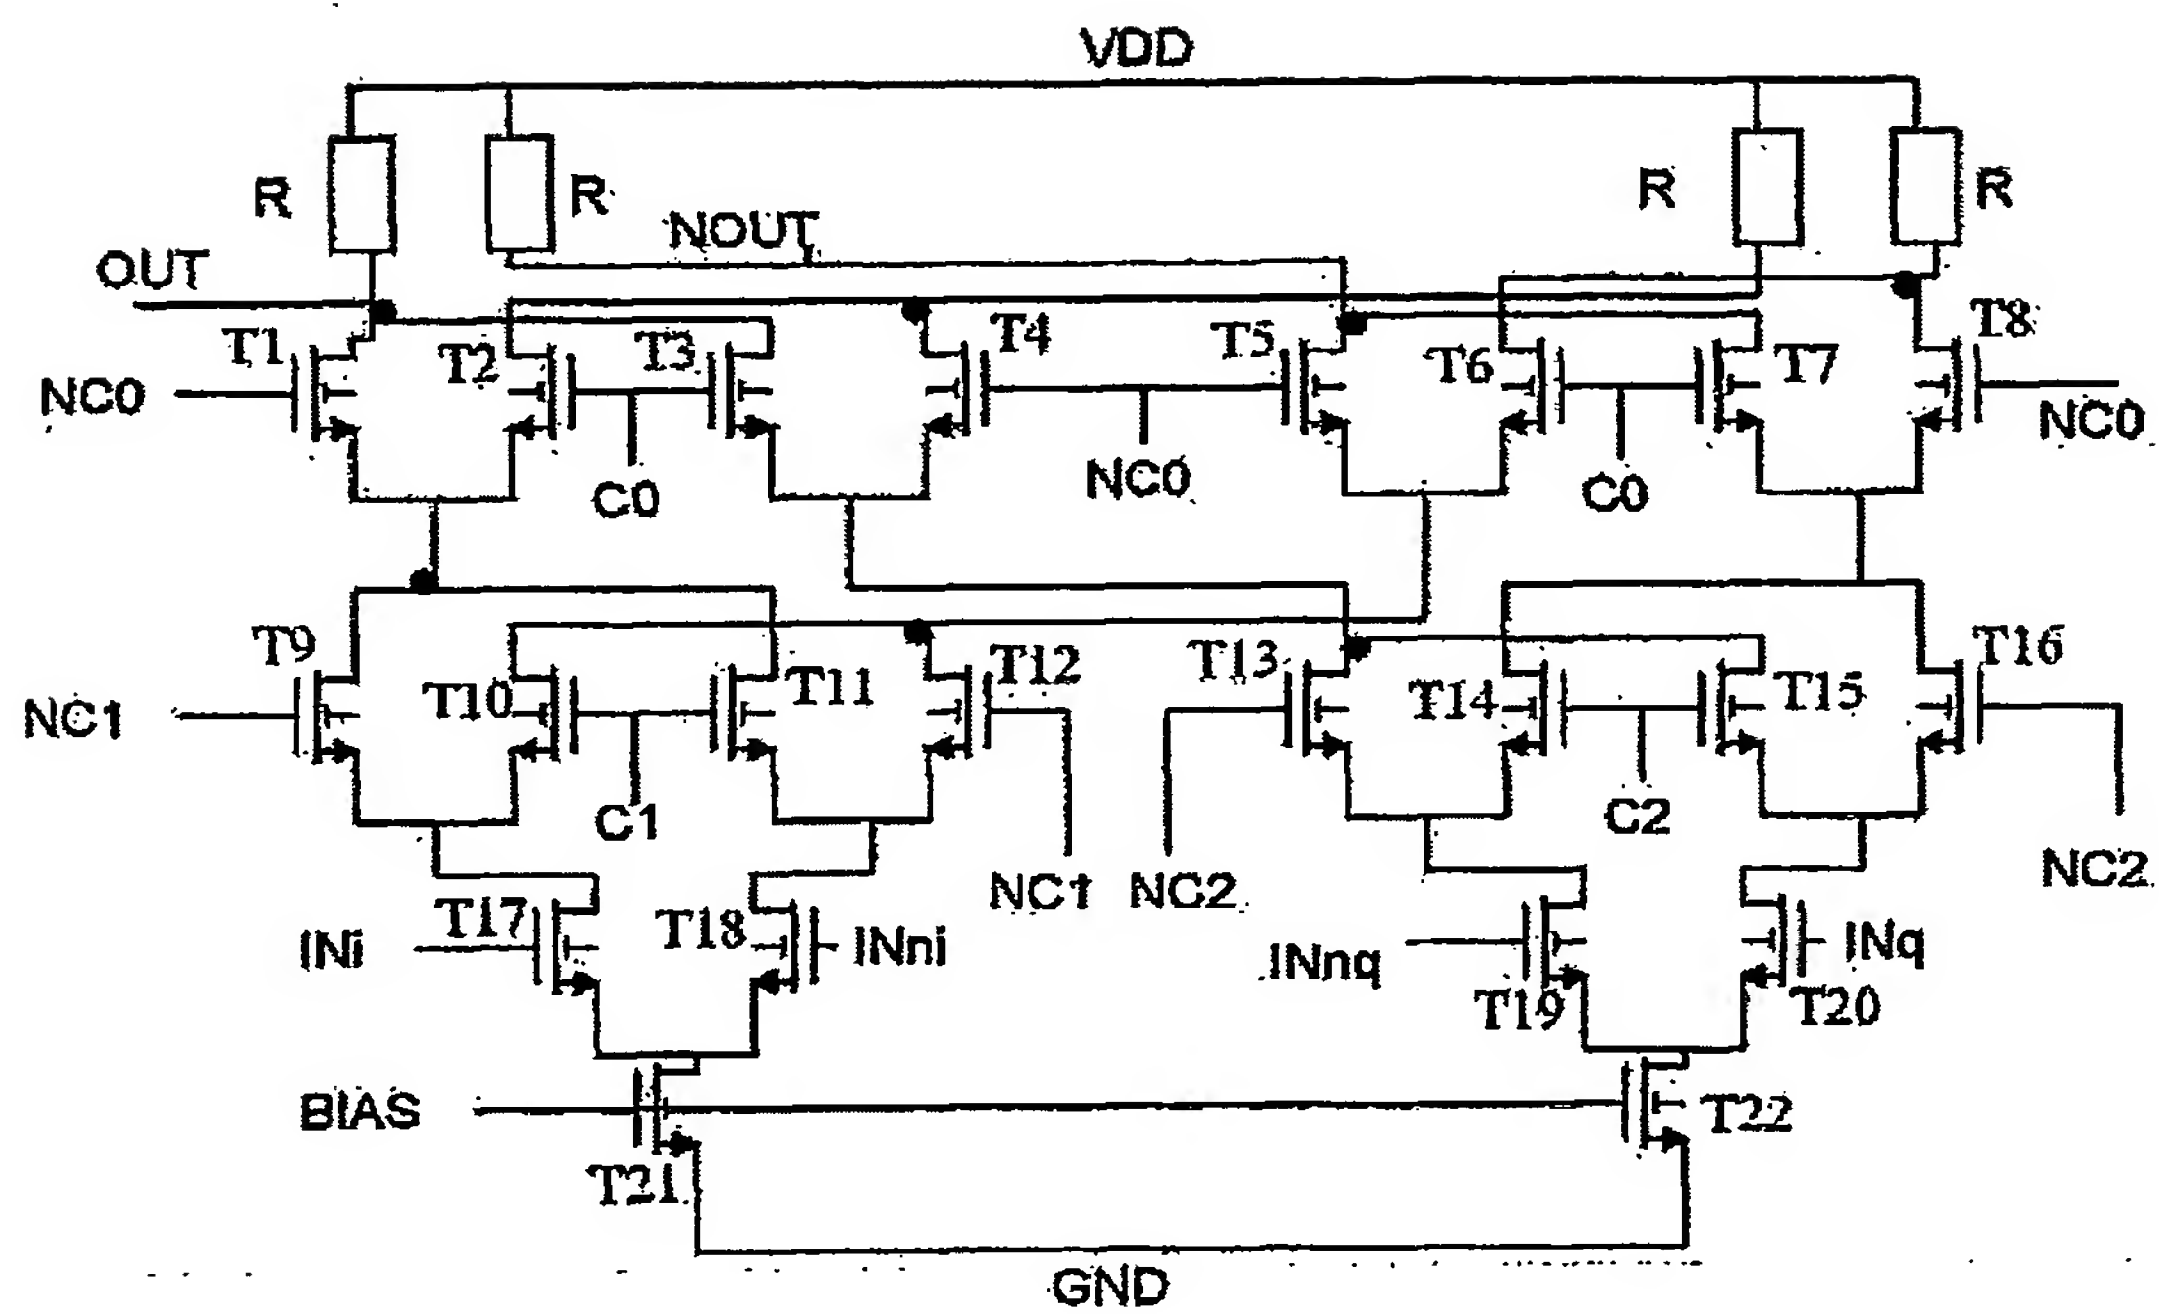 VDD
R
R
R
R
NOUT
OUT
T1
T2
T3
T4
T5
T6
T7
T8
NC0
C0
NC0
C0
NC0
T9
T10
T11
T12
T13
T14
T15
T16
NC1
C1
NC1
NC2
C2
NC2
INi
T17
T18
INni
INnq
T19
INq
T20
BIAS
T21
T22
GND